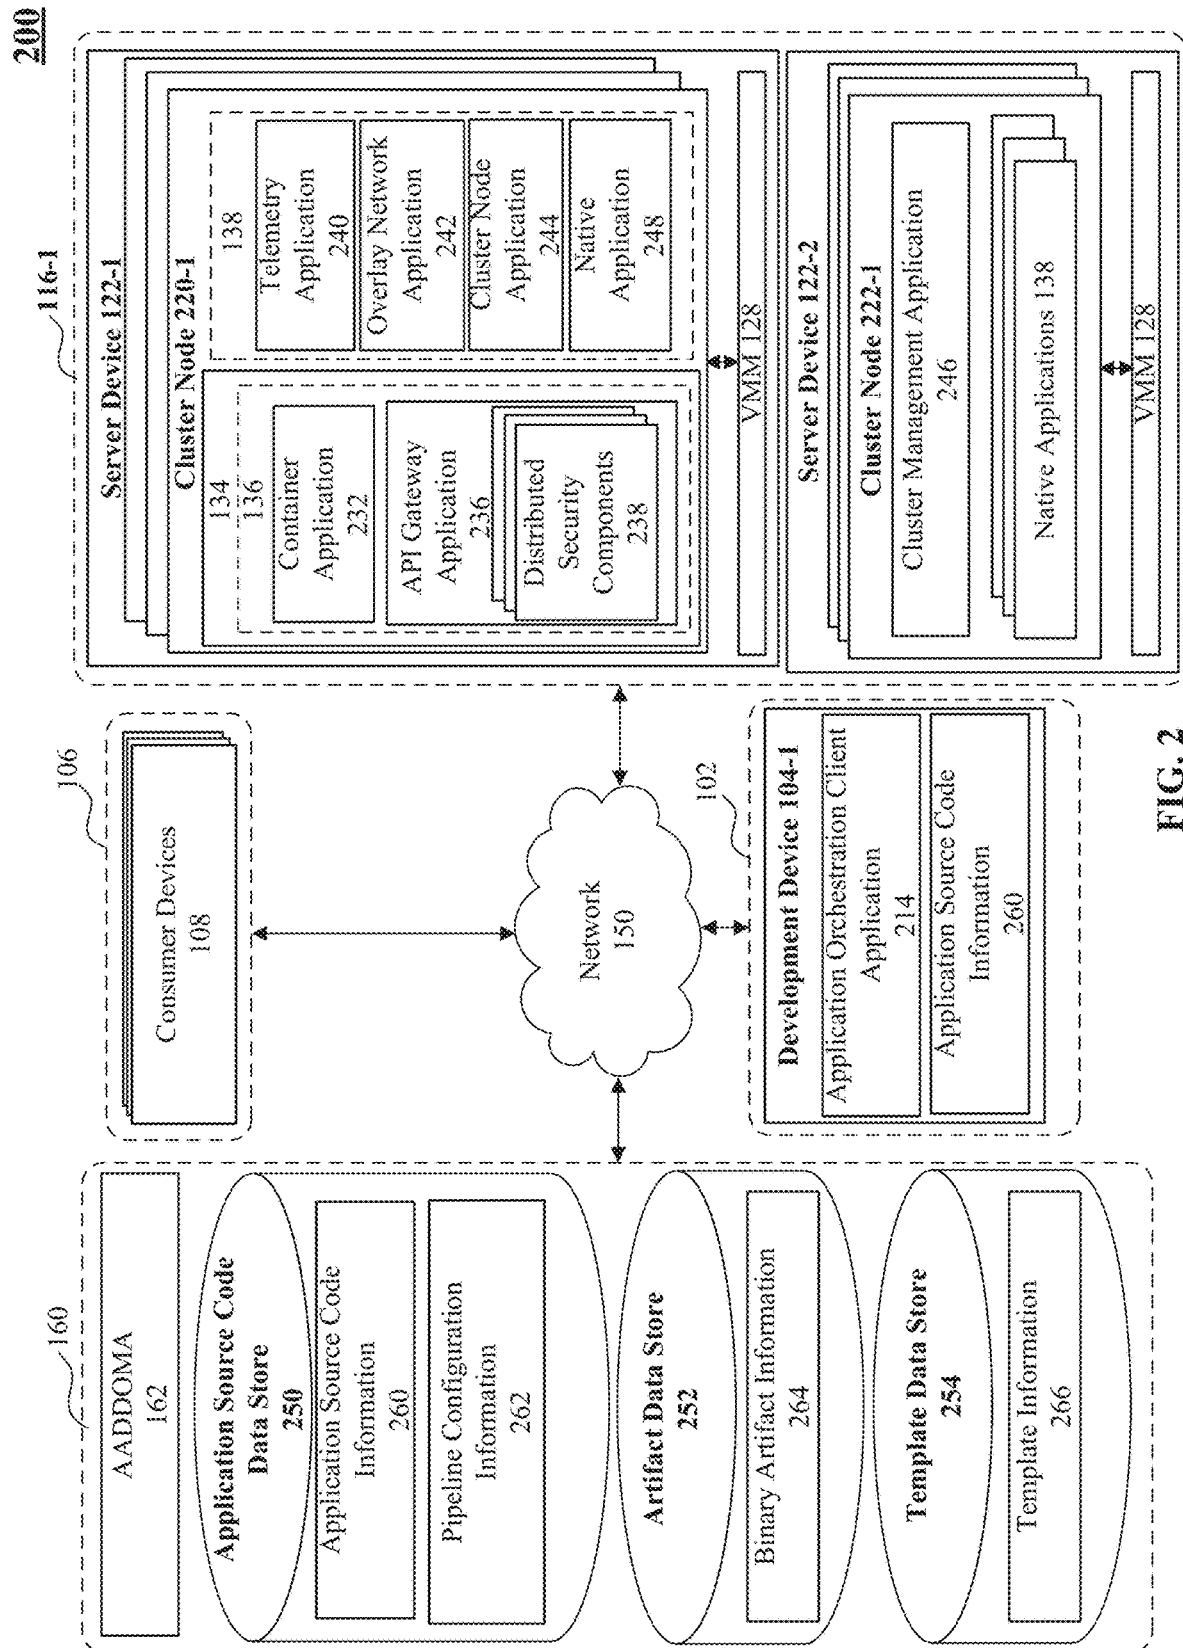 200
160
AADDOMA
162
Application Source Code
Data Store
250
Application Source Code
Information
260
Pipeline Configuration
Information
262
Artifact Data Store
252
Binary Artifact Information
264
Template Data Store
254
Template Information
266
106
Consumer Devices
108
Network
150
102
Development Device 104-1
Application Orchestration Client
Application
214
Application Source Code
Information
260
116-1
Server Device 122-1
Cluster Node 220-1
134
136
Container
Application
232
API Gateway
Application
236
Distributed
Security
Components
238
138
Telemetry
Application
240
Overlay Network
Application
242
Cluster Node
Application
244
Native
Application
248
VMM 128
Server Device 122-2
Cluster Node 222-1
Cluster Management Application
246
Native Applications 138
VMM 128
FIG. 2